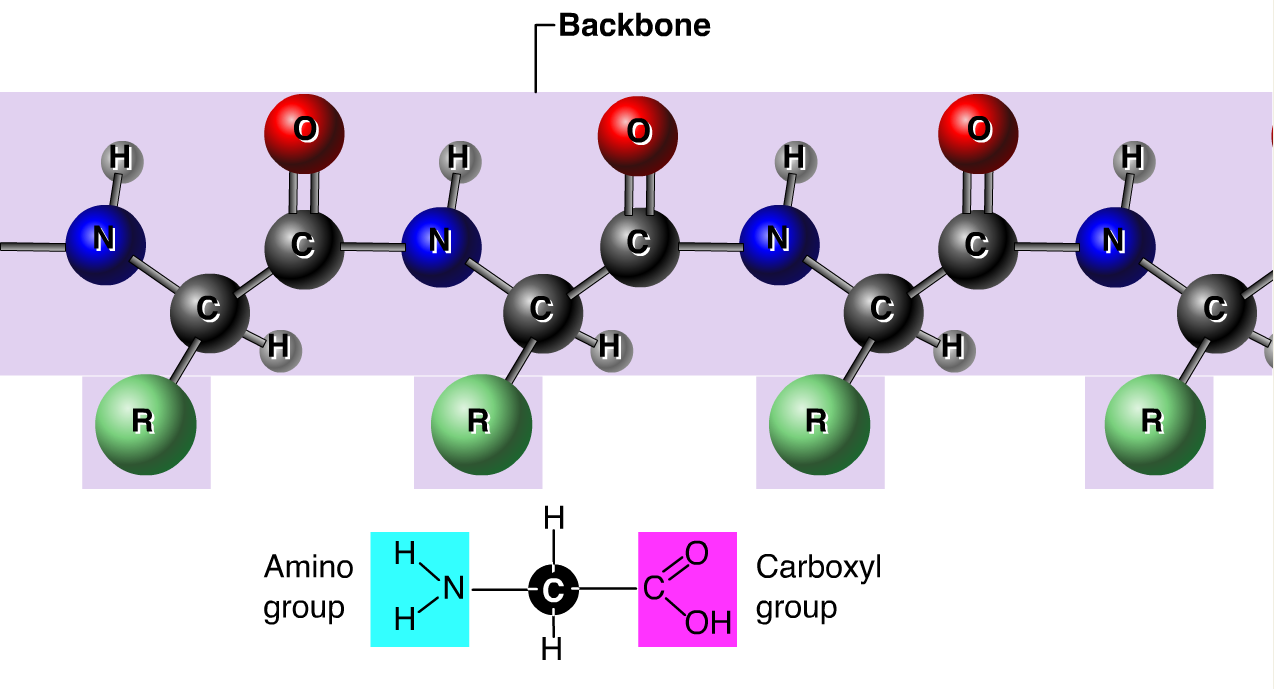 Backbone
O O O
H H H H
N C N C N C N
C C C C
H H H
R R R R
H
Amino group
H O
N C C
H OH
H
Carboxyl group